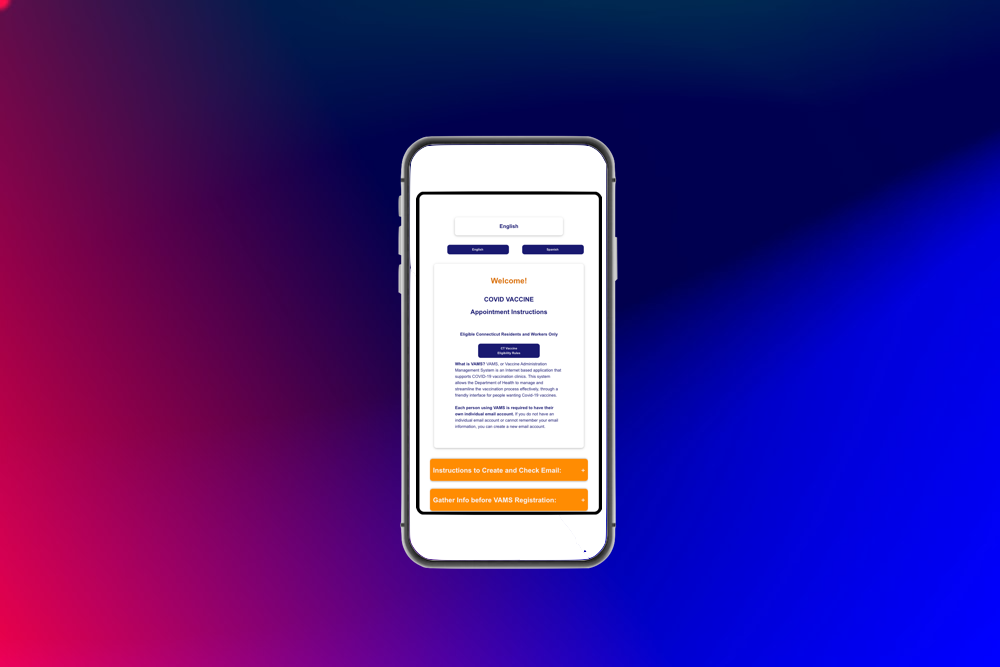 English
English Spanish
Welcome!
COVID VACCINE
Appointment Instructions
Eligible Connecticut Residents and Workers Only
CT Vaccine
Eligibility Rules
What is VAMS? VAMS, or Vaccine Administration
Management System is an internet based application that
supports COVID-19 vaccination clinics. This system
allows the Department of Health to manage and
streamline the vaccination process effectively, through a
friendly interface for people wanting Covid-19 vaccines.
Each person using VAMS is required to have their
own individual email account. If you do not have an
individual email account or cannot remember your email
information, you can create a new email account.
Instructions to Create and Check Email: +
Gather Info before VAMS Registration: +